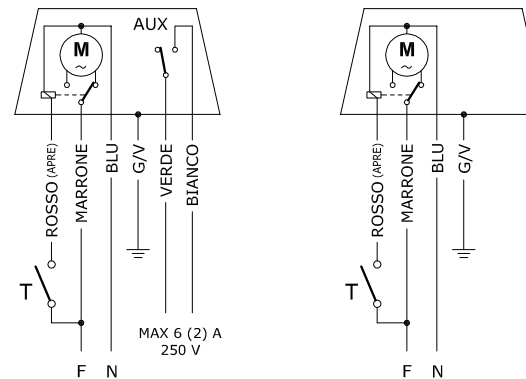 AUX
M
~
ROSSO (APRE)
MARRONE
BLU
G/V
VERDE
BIANCO
T
MAX 6 (2) A
250 V
F N
M
~
ROSSO (APRE)
MARRONE
BLU
G/V
T
F N